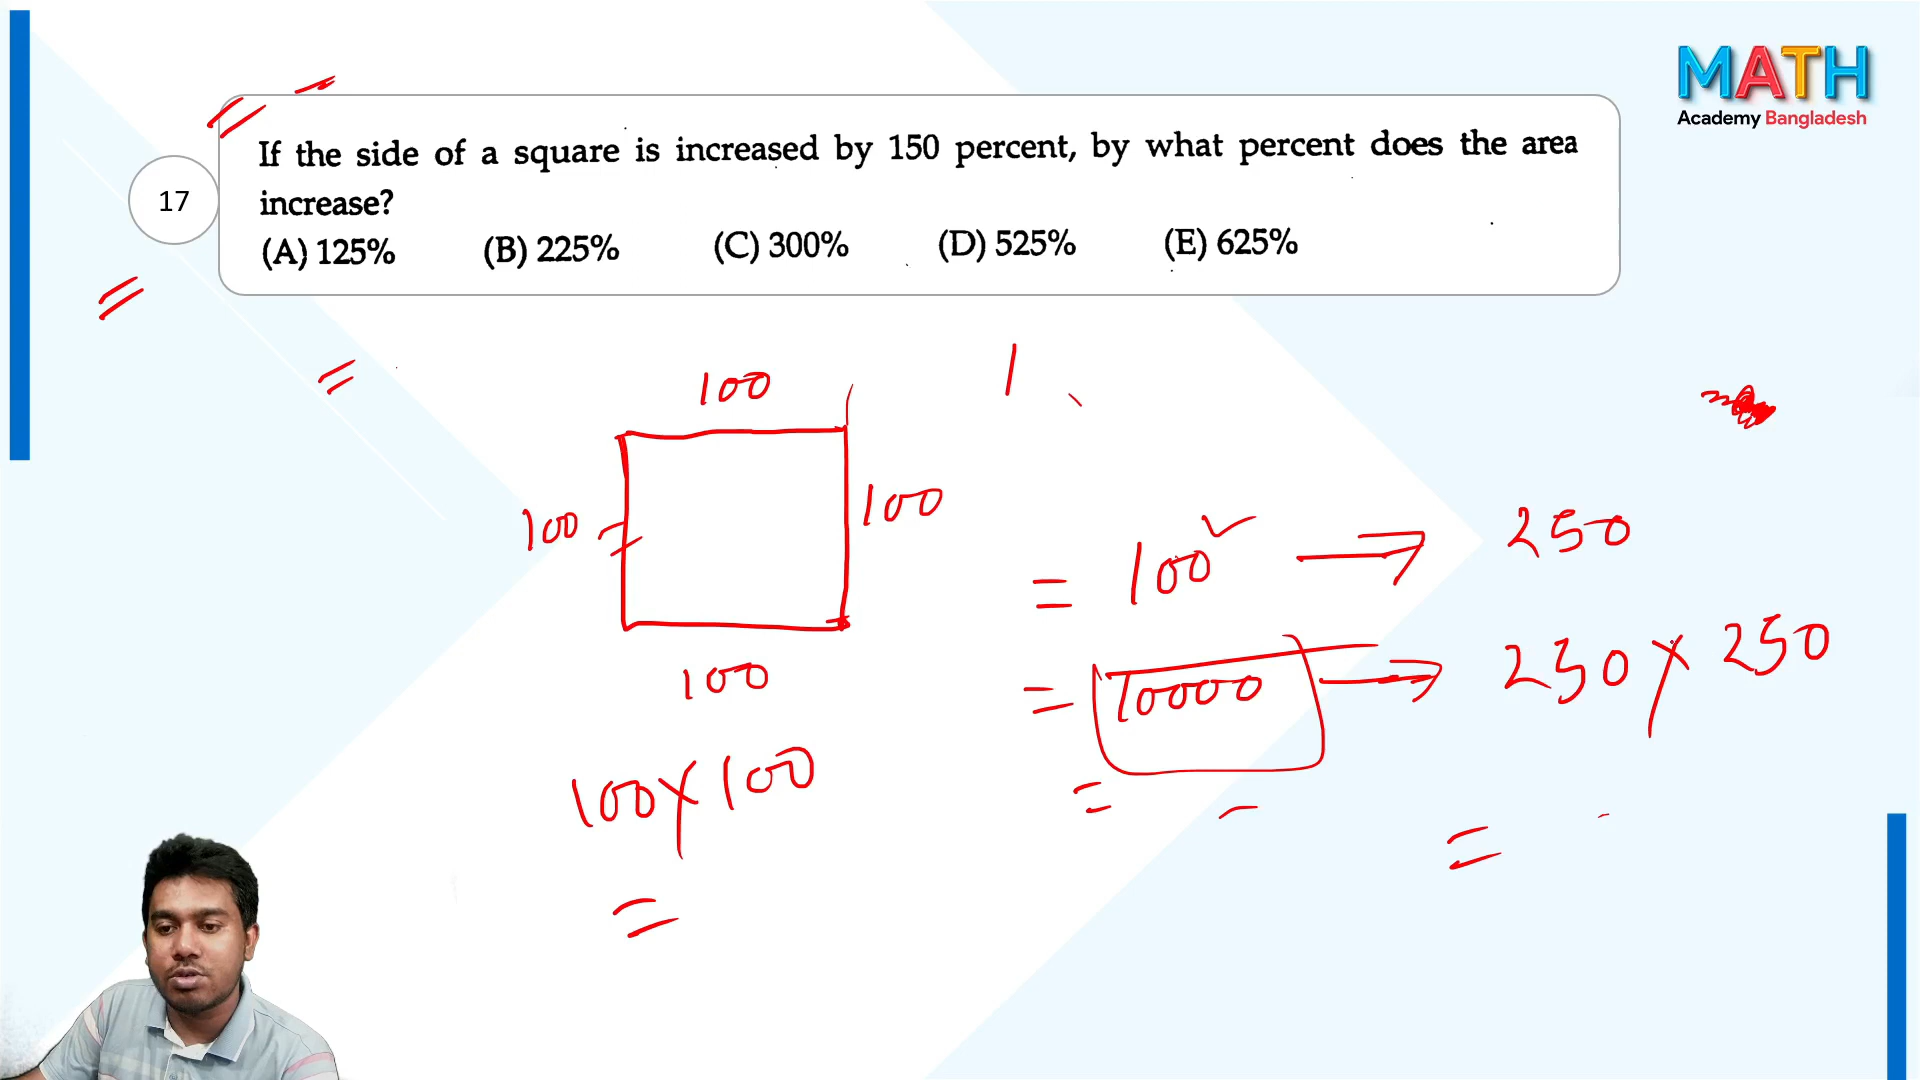 MATH
Academy Bangladesh
17
If the side of a square is increased by 150 percent, by what percent does the area
increase?
(A) 125% (B) 225% (C) 300% (D) 525% (E) 625%
100
100
100
100
100 x 100
=
= 100² → 250
= 10000 → 250 x 250
=
=